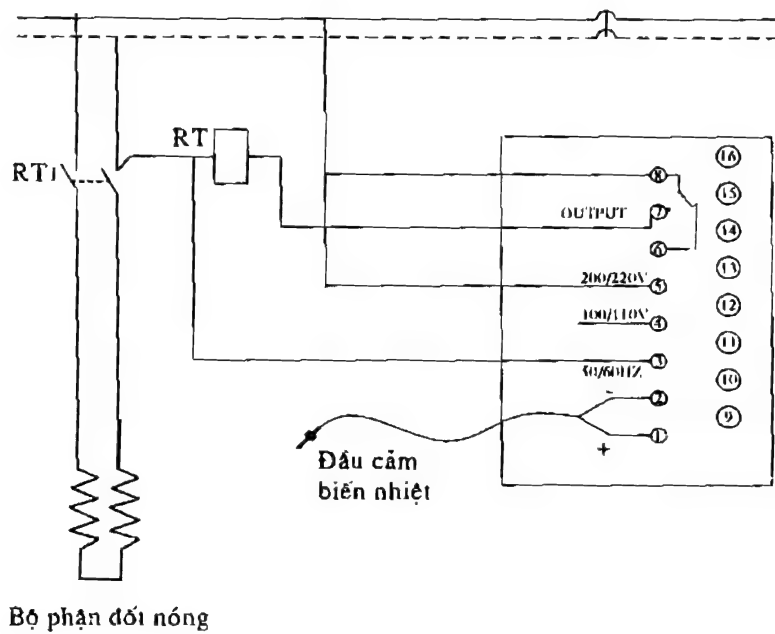 RT
RT1
OUTPUT
200/220V
100/110V
50/60HZ
8
7
6
5
4
3
2
1
-
+
16
15
14
13
12
11
10
9
Đầu cảm
biến nhiệt
Bộ phận đối nóng